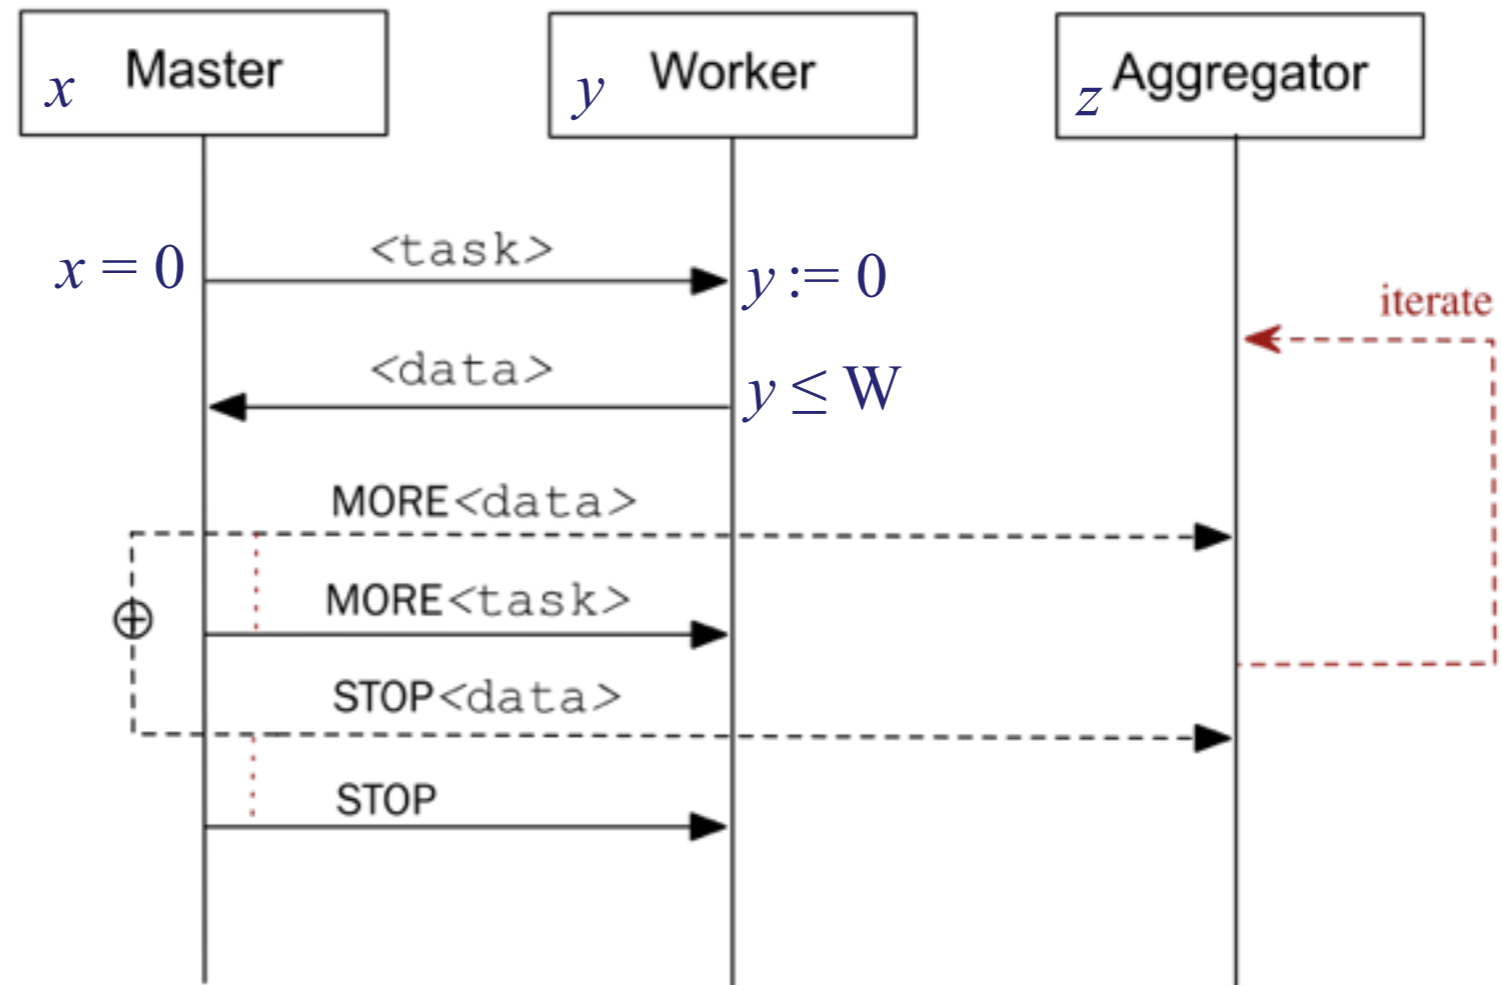 x Master
y Worker
z Aggregator
x = 0
<task>
y := 0
iterate
<data>
y ≤ W
MORE<data>
MORE<task>
⊕
STOP<data>
STOP